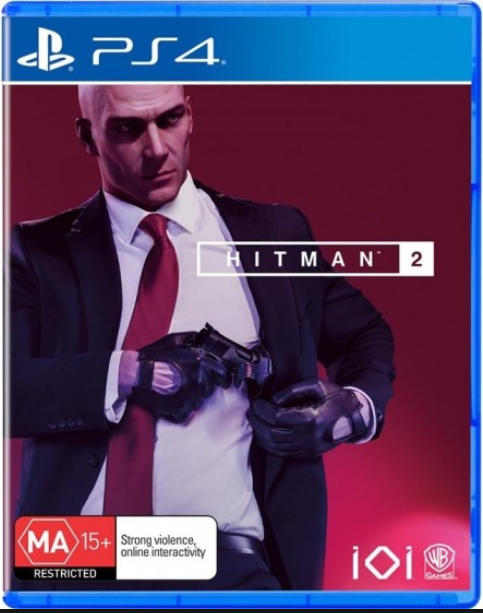 PS4
HITMAN™ 2
MA 15+
RESTRICTED
Strong violence,
online interactivity
IOI
WB
GAMES